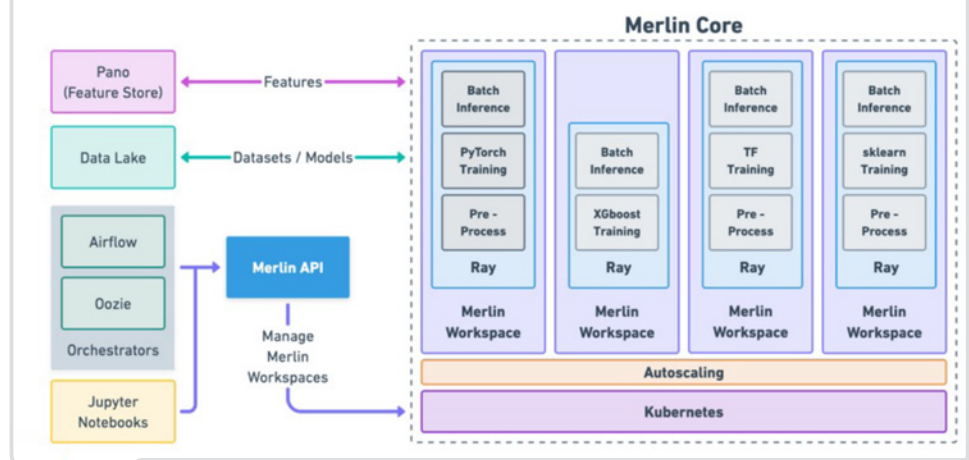 Merlin Core
Pano
(Feature Store)
Features
Data Lake
Datasets / Models
Airflow
Oozie
Orchestrators
Jupyter
Notebooks
Merlin API
Manage
Merlin
Workspaces
Batch
Inference
PyTorch
Training
Pre -
Process
Ray
Merlin
Workspace
Batch
Inference
XGboost
Training
Ray
Merlin
Workspace
Batch
Inference
TF
Training
Pre -
Process
Ray
Merlin
Workspace
Batch
Inference
sklearn
Training
Pre -
Process
Ray
Merlin
Workspace
Autoscaling
Kubernetes